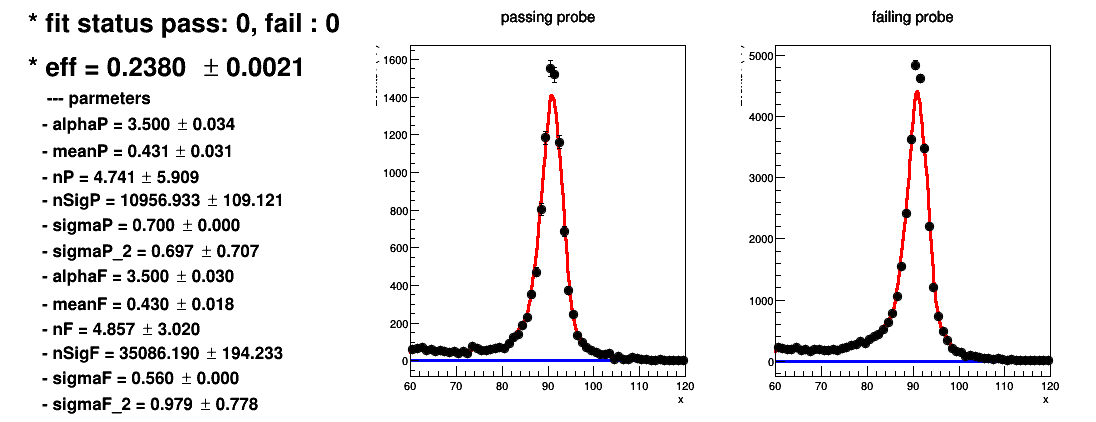 * fit status pass: 0, fail : 0
* eff = 0.2380 ± 0.0021
--- parmeters
- alphaP = 3.500 ± 0.034
- meanP = 0.431 ± 0.031
- nP = 4.741 ± 5.909
- nSigP = 10956.933 ± 109.121
- sigmaP = 0.700 ± 0.000
- sigmaP_2 = 0.697 ± 0.707
- alphaF = 3.500 ± 0.030
- meanF = 0.430 ± 0.018
- nF = 4.857 ± 3.020
- nSigF = 35086.190 ± 194.233
- sigmaF = 0.560 ± 0.000
- sigmaF_2 = 0.979 ± 0.778
passing probe
1600
1400
1200
1000
800
600
400
200
0
60 70 80 90 100 110 120
x
failing probe
5000
4000
3000
2000
1000
0
60 70 80 90 100 110 120
x